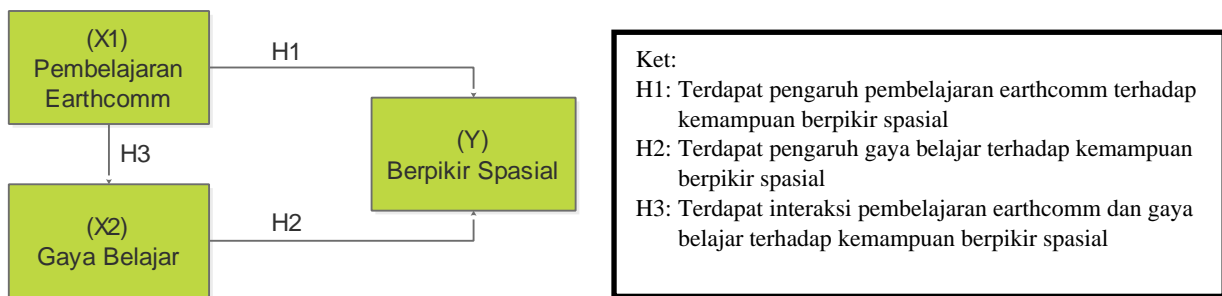 (X1)
Pembelajaran
Earthcomm
H1
H3
(Y)
Berpikir Spasial
(X2)
Gaya Belajar
H2
Ket:
H1: Terdapat pengaruh pembelajaran earthcomm terhadap
kemampuan berpikir spasial
H2: Terdapat pengaruh gaya belajar terhadap kemampuan
berpikir spasial
H3: Terdapat interaksi pembelajaran earthcomm dan gaya
belajar terhadap kemampuan berpikir spasial